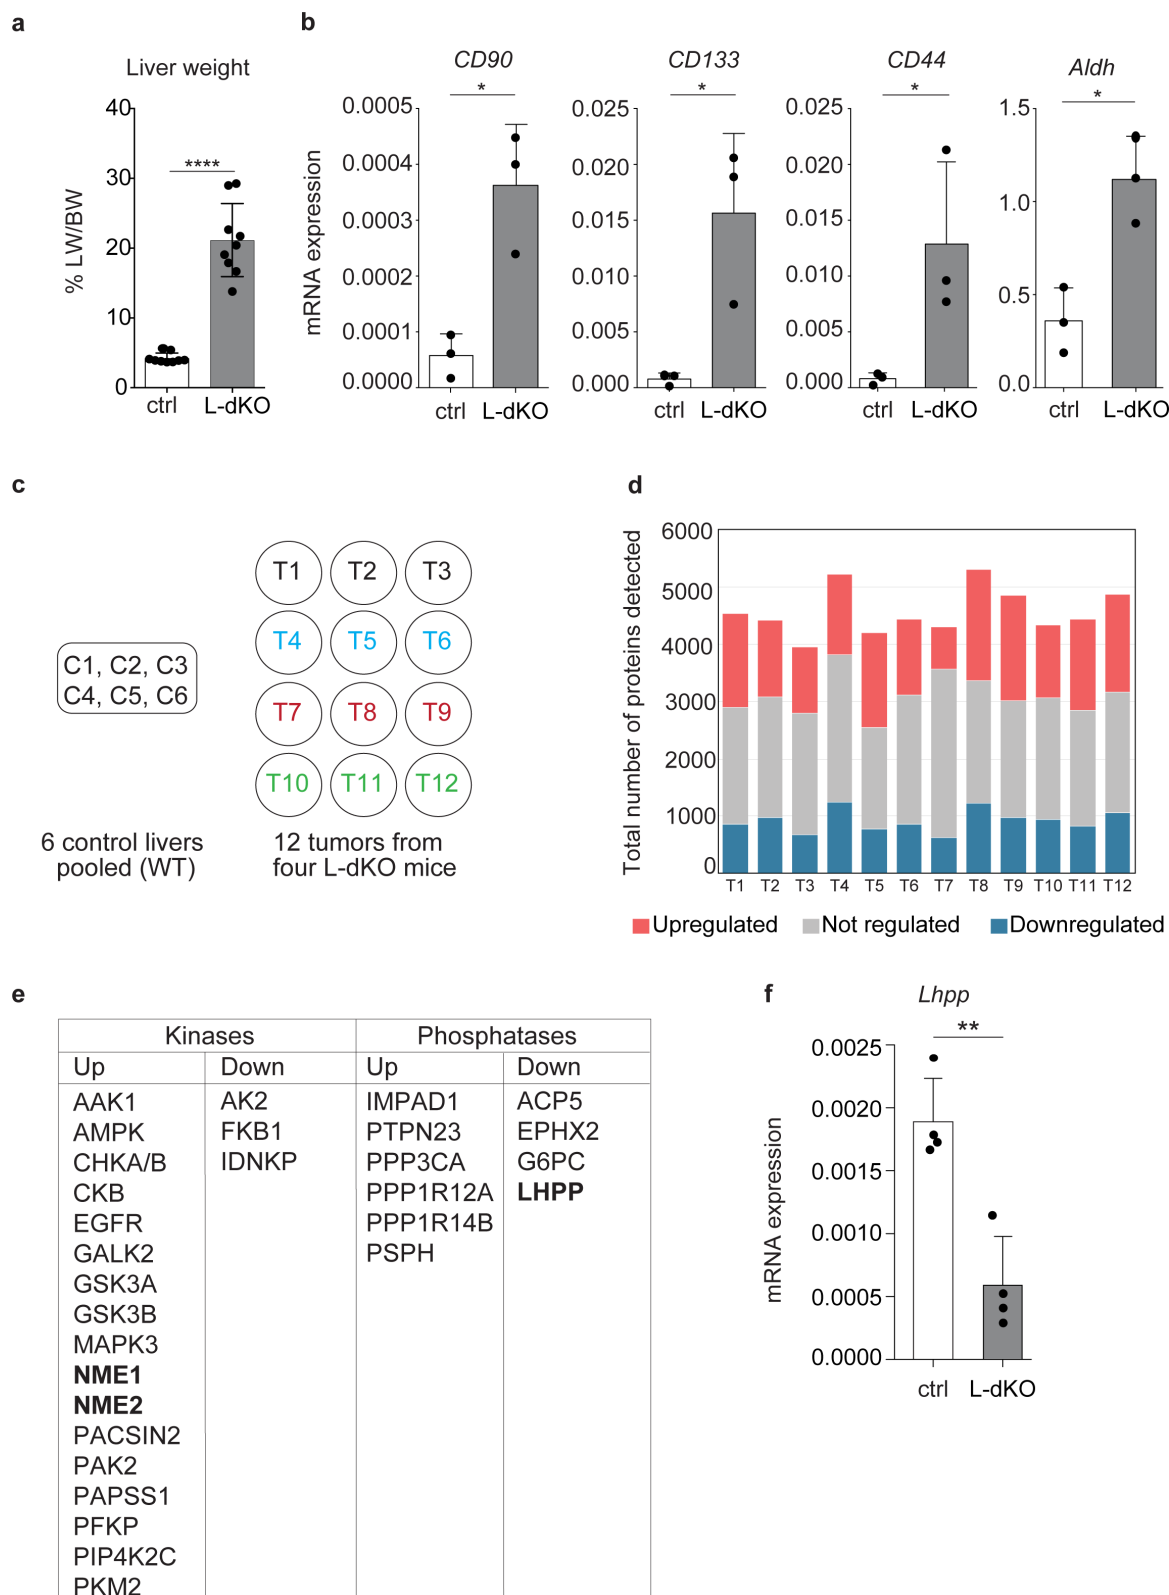 a
Liver weight
% LW/BW
40
30
20
10
0
****
ctrl
L-dKO
b
mRNA expression
CD90
0.0005
0.0004
0.0003
0.0002
0.0001
0.0000
*
ctrl
L-dKO
CD133
0.025
0.020
0.015
0.010
0.005
0.000
*
ctrl
L-dKO
CD44
0.025
0.020
0.015
0.010
0.005
0.000
*
ctrl
L-dKO
Aldh
1.5
1.0
0.5
0.0
*
ctrl
L-dKO
c
C1, C2, C3
C4, C5, C6
6 control livers
pooled (WT)
T1 T2 T3
T4 T5 T6
T7 T8 T9
T10 T11 T12
12 tumors from
four L-dKO mice
d
Total number of proteins detected
6000
5000
4000
3000
2000
1000
0
T1 T2 T3 T4 T5 T6 T7 T8 T9 T10 T11 T12
Upregulated Not regulated Downregulated
e
Kinases Phosphatases
Up Down Up Down
AAK1 AK2 IMPAD1 ACP5
AMPK FKB1 PTPN23 EPHX2
CHKA/B IDNKP PPP3CA G6PC
CKB PPP1R12A LHPP
EGFR PPP1R14B
GALK2 PSPH
GSK3A
GSK3B
MAPK3
NME1
NME2
PACSIN2
PAK2
PAPSS1
PFKP
PIP4K2C
PKM2
f
Lhpp
mRNA expression
0.0025
0.0020
0.0015
0.0010
0.0005
0.0000
**
ctrl
L-dKO